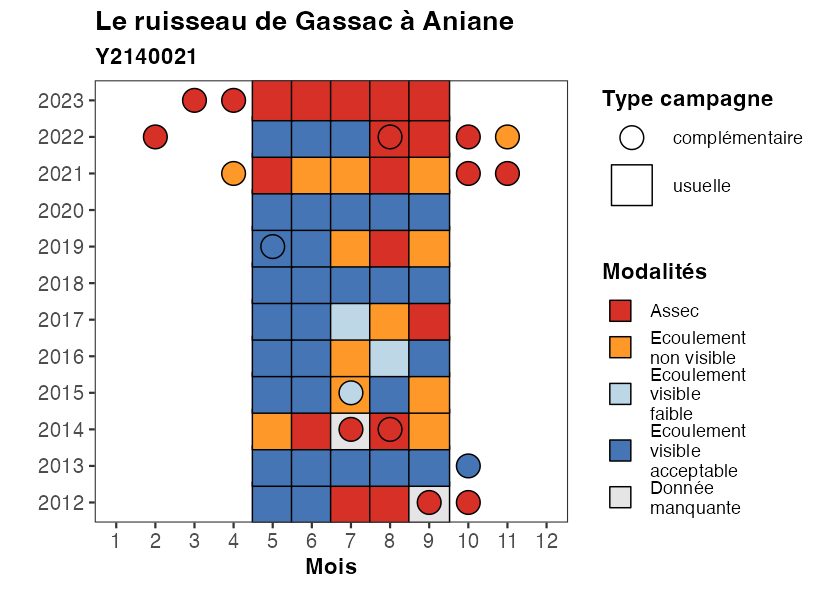 Le ruisseau de Gassac à Aniane
Y2140021
2023
2022
2021
2020
2019
2018
2017
2016
2015
2014
2013
2012
1 2 3 4 5 6 7 8 9 10 11 12
Mois
Type campagne
complémentaire
usuelle
Modalités
Assec
Ecoulement
non visible
Ecoulement
visible
faible
Ecoulement
visible
acceptable
Donnée
manquante